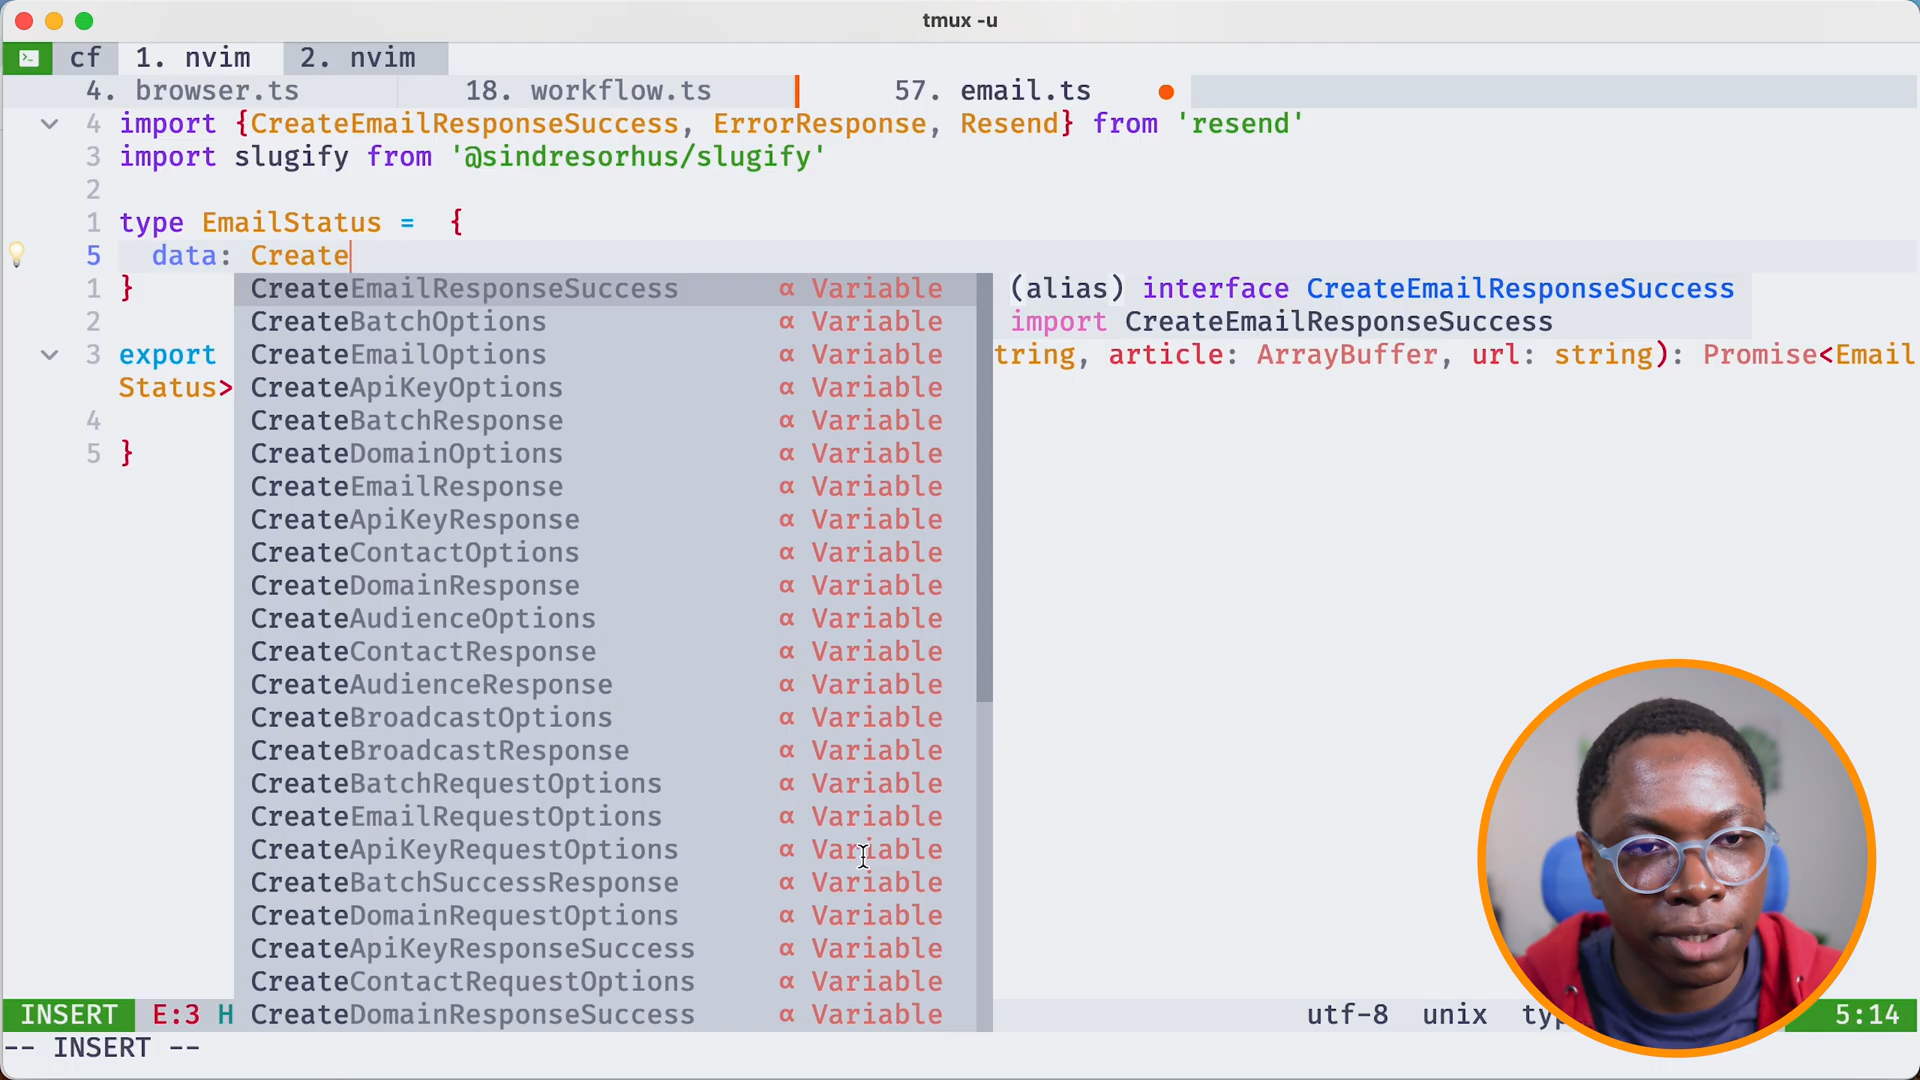 tmux -u
cf 1. nvim 2. nvim
4. browser.ts 18. workflow.ts 57. email.ts
4 import {CreateEmailResponseSuccess, ErrorResponse, Resend} from 'resend'
3 import slugify from '@sindresorhus/slugify'
2
1 type EmailStatus = {
5 data: Create
1 } CreateEmailResponseSuccess α Variable (alias) interface CreateEmailResponseSuccess
2 CreateBatchOptions α Variable import CreateEmailResponseSuccess
3 export CreateEmailOptions α Variable tring, article: ArrayBuffer, url: string): Promise<Email
Status> CreateApiKeyOptions α Variable
4 CreateBatchResponse α Variable
5 } CreateDomainOptions α Variable
CreateEmailResponse α Variable
CreateApiKeyResponse α Variable
CreateContactOptions α Variable
CreateDomainResponse α Variable
CreateAudienceOptions α Variable
CreateContactResponse α Variable
CreateAudienceResponse α Variable
CreateBroadcastOptions α Variable
CreateBroadcastResponse α Variable
CreateBatchRequestOptions α Variable
CreateEmailRequestOptions α Variable
CreateApiKeyRequestOptions α Variable
CreateBatchSuccessResponse α Variable
CreateDomainRequestOptions α Variable
CreateApiKeyResponseSuccess α Variable
CreateContactRequestOptions α Variable
INSERT E:3 H CreateDomainResponseSuccess α Variable utf-8 unix 5:14
-- INSERT --